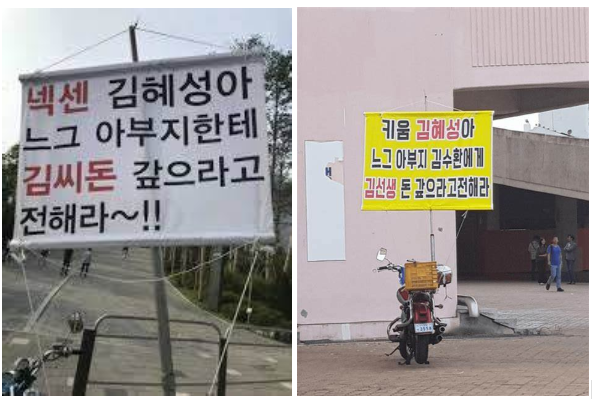 넥센 김혜성아
느그 아부지한테
김씨돈 갚으라고
전해라~!!
키움 김혜성아
느그 아부지 김수환에게
김선생 돈 갚으라고전해라
H